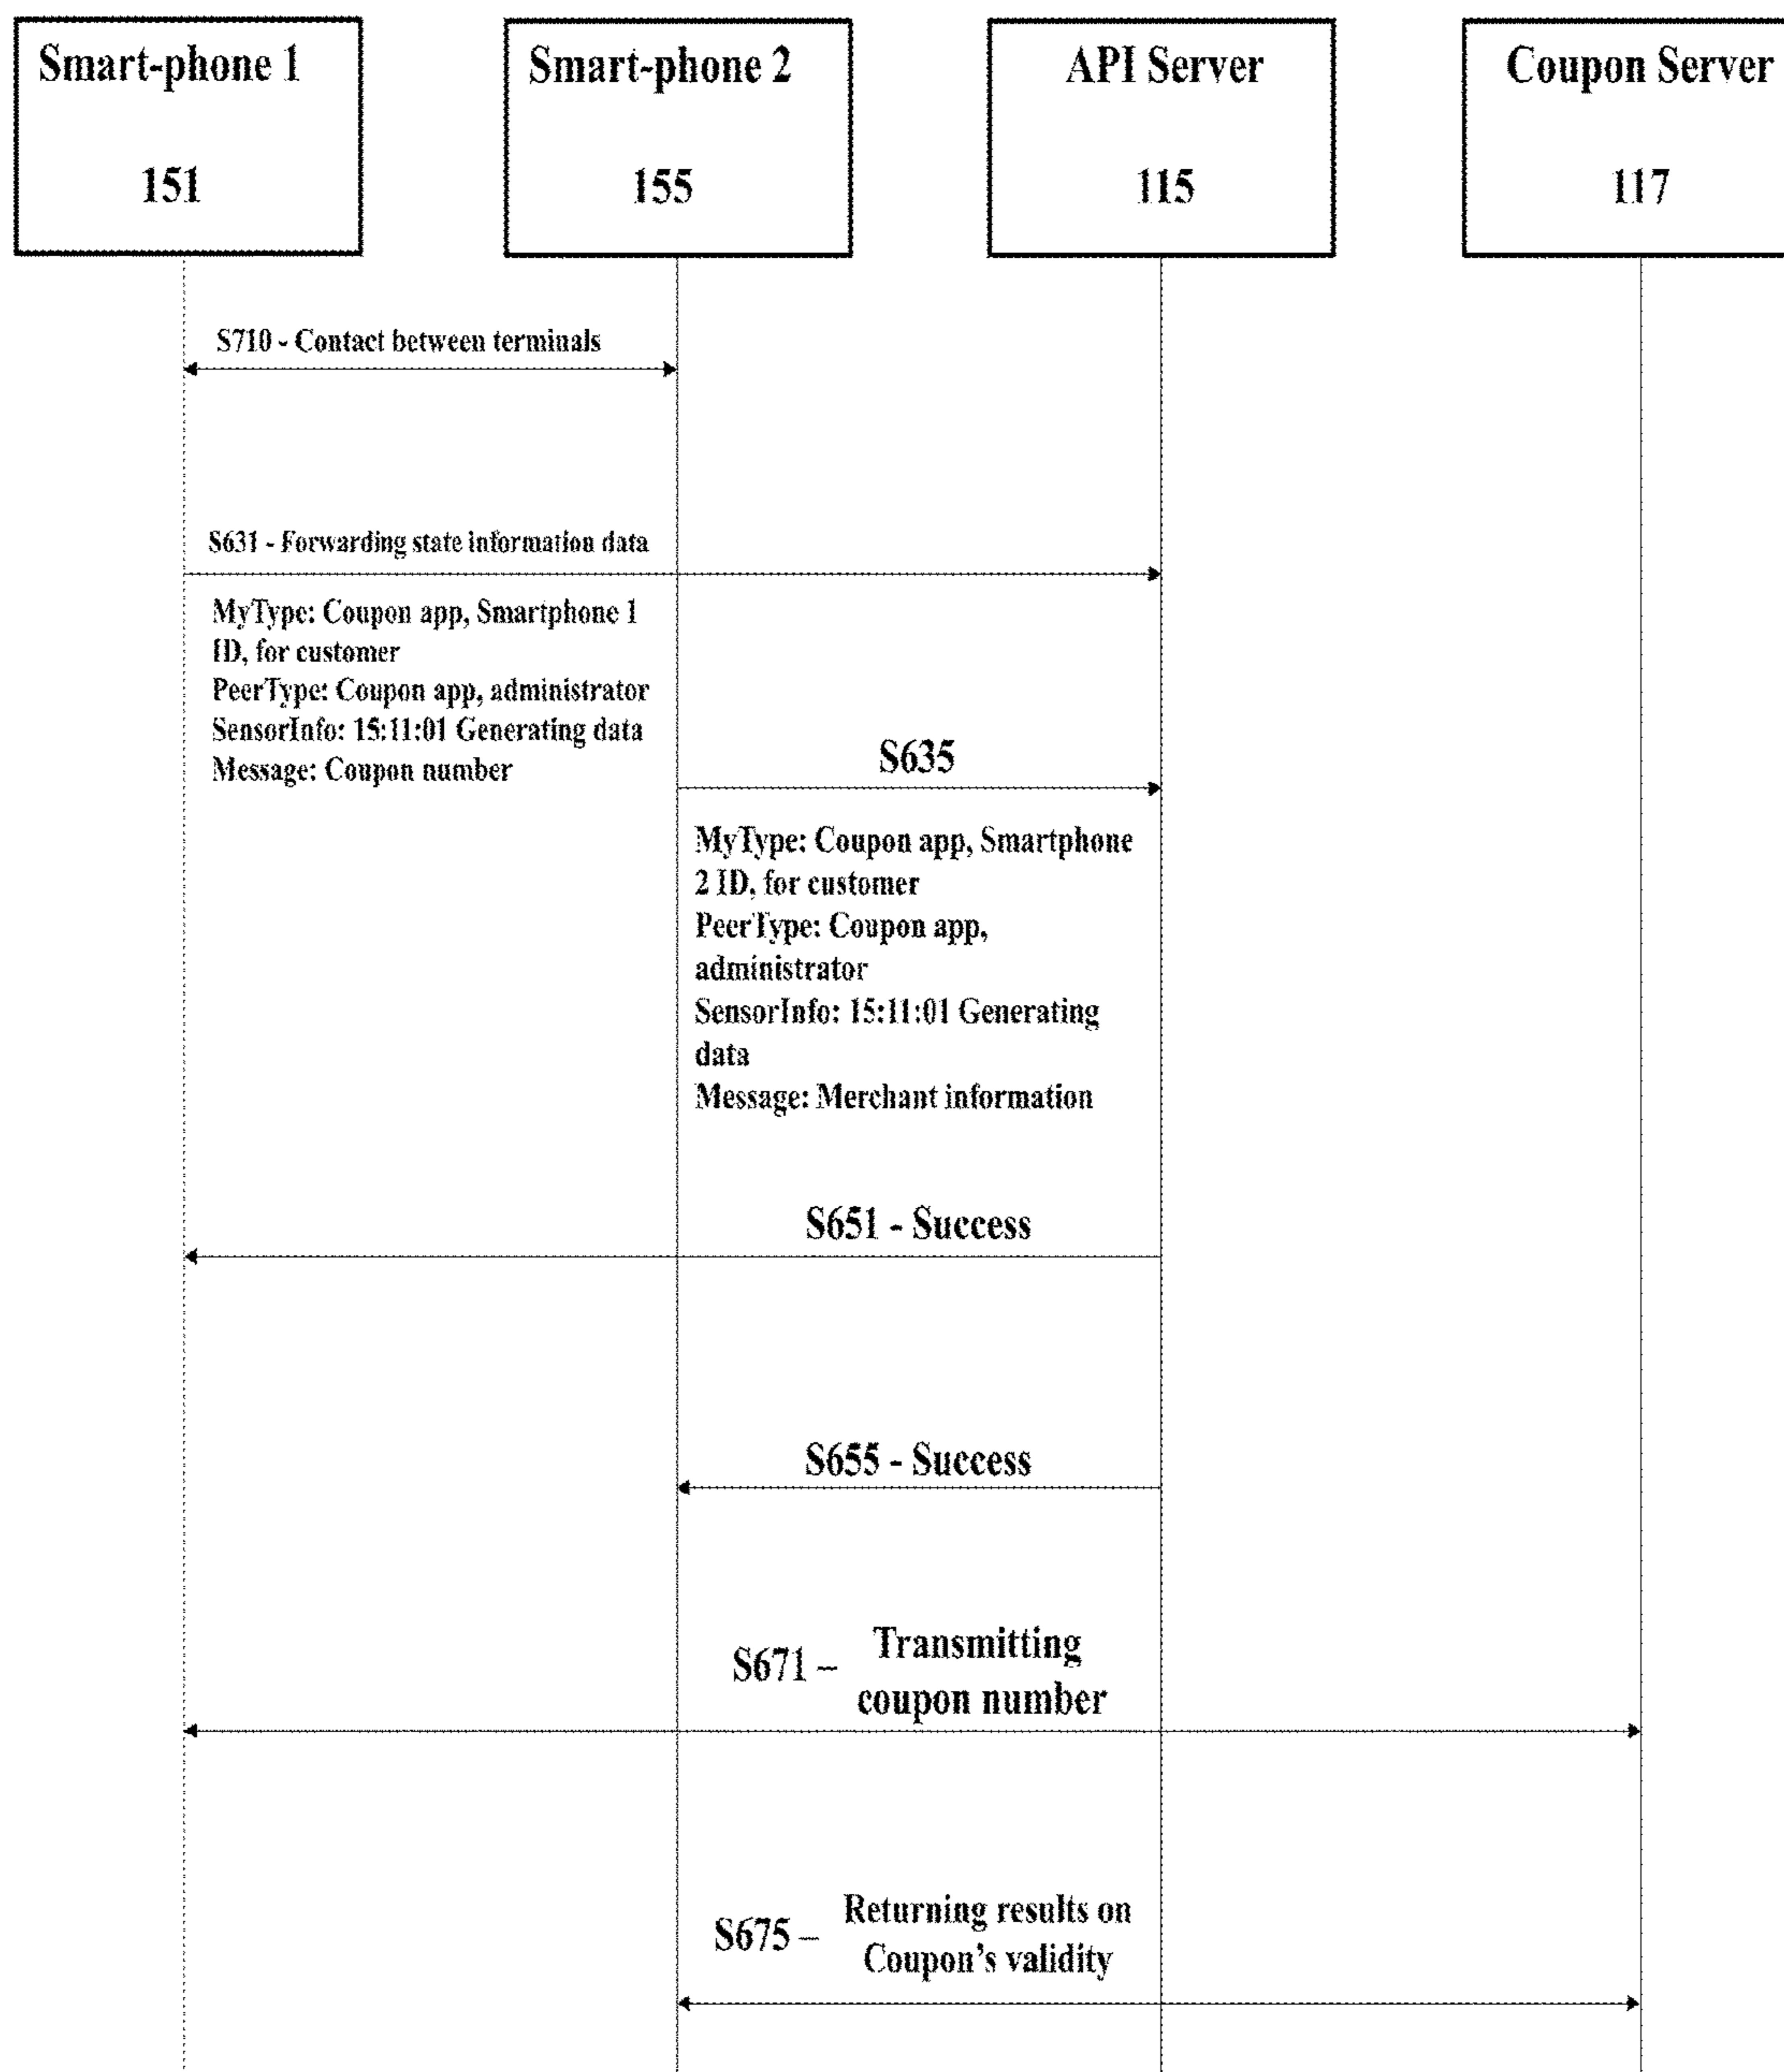 Smart-phone 1
151
Smart-phone 2
155
API Server
115
Coupon Server
117
S710 - Contact between terminals
S631 - Forwarding state information data
MyType: Coupon app, Smartphone 1
ID, for customer
PeerType: Coupon app, administrator
SensorInfo: 15:11:01 Generating data
Message: Coupon number
S635
MyType: Coupon app, Smartphone
2 ID, for customer
PeerType: Coupon app,
administrator
SensorInfo: 15:11:01 Generating
data
Message: Merchant information
S651 - Success
S655 - Success
S671 – Transmitting
coupon number
S675 – Returning results on
Coupon's validity